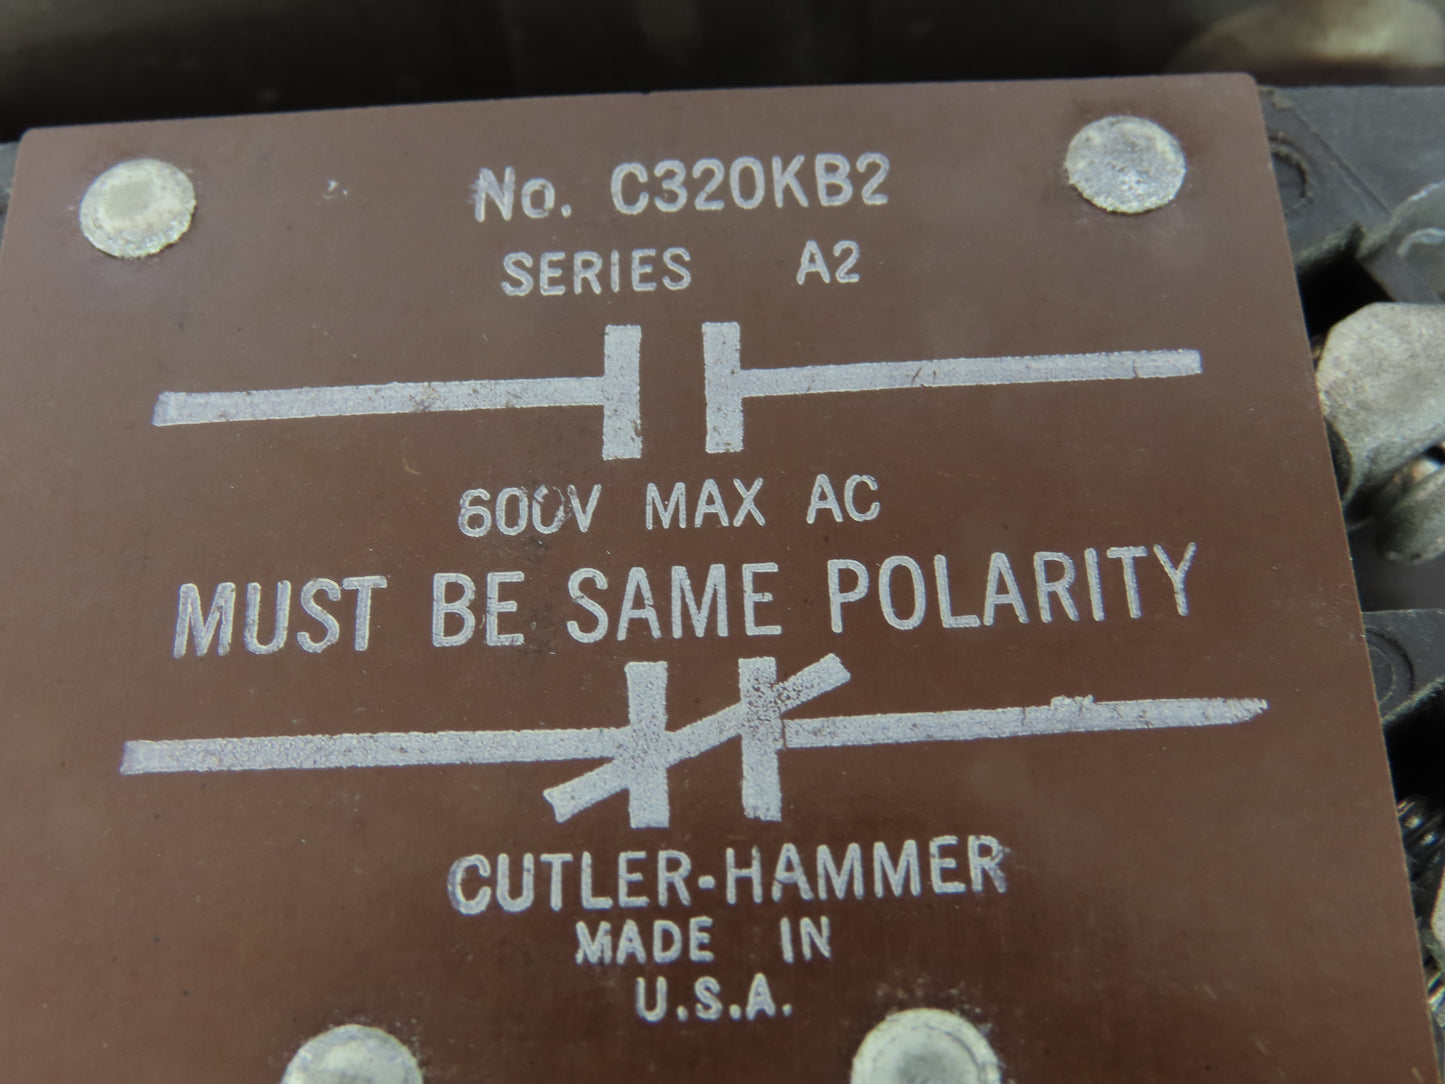 No. C320KB2
SERIES A2
600V MAX AC
MUST BE SAME POLARITY
CUTLER-HAMMER
MADE IN
U.S.A.